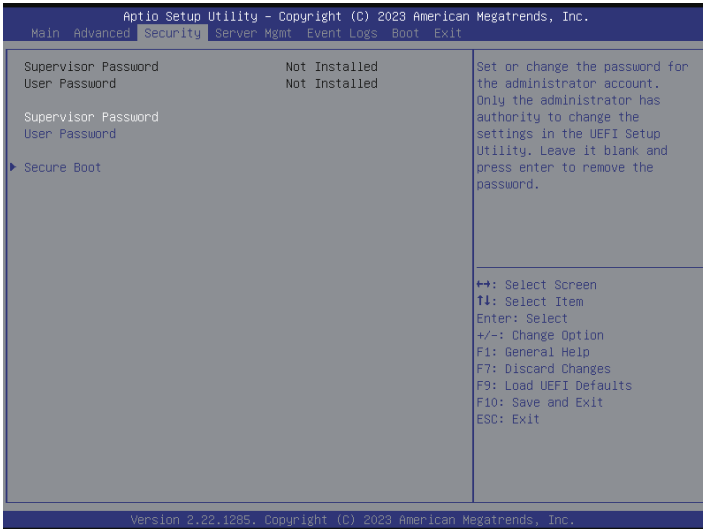 Aptio Setup Utility – Copyright (C) 2023 American Megatrends, Inc.
Main Advanced Security Server Mgmt Event Logs Boot Exit
Supervisor Password Not Installed
User Password Not Installed
Supervisor Password
User Password
Secure Boot
Set or change the password for
the administrator account.
Only the administrator has
authority to change the
settings in the UEFI Setup
Utility. Leave it blank and
press enter to remove the
password.
↔: Select Screen
↑↓: Select Item
Enter: Select
+/-: Change Option
F1: General Help
F7: Discard Changes
F9: Load UEFI Defaults
F10: Save and Exit
ESC: Exit
Version 2.22.1285. Copyright (C) 2023 American Megatrends, Inc.